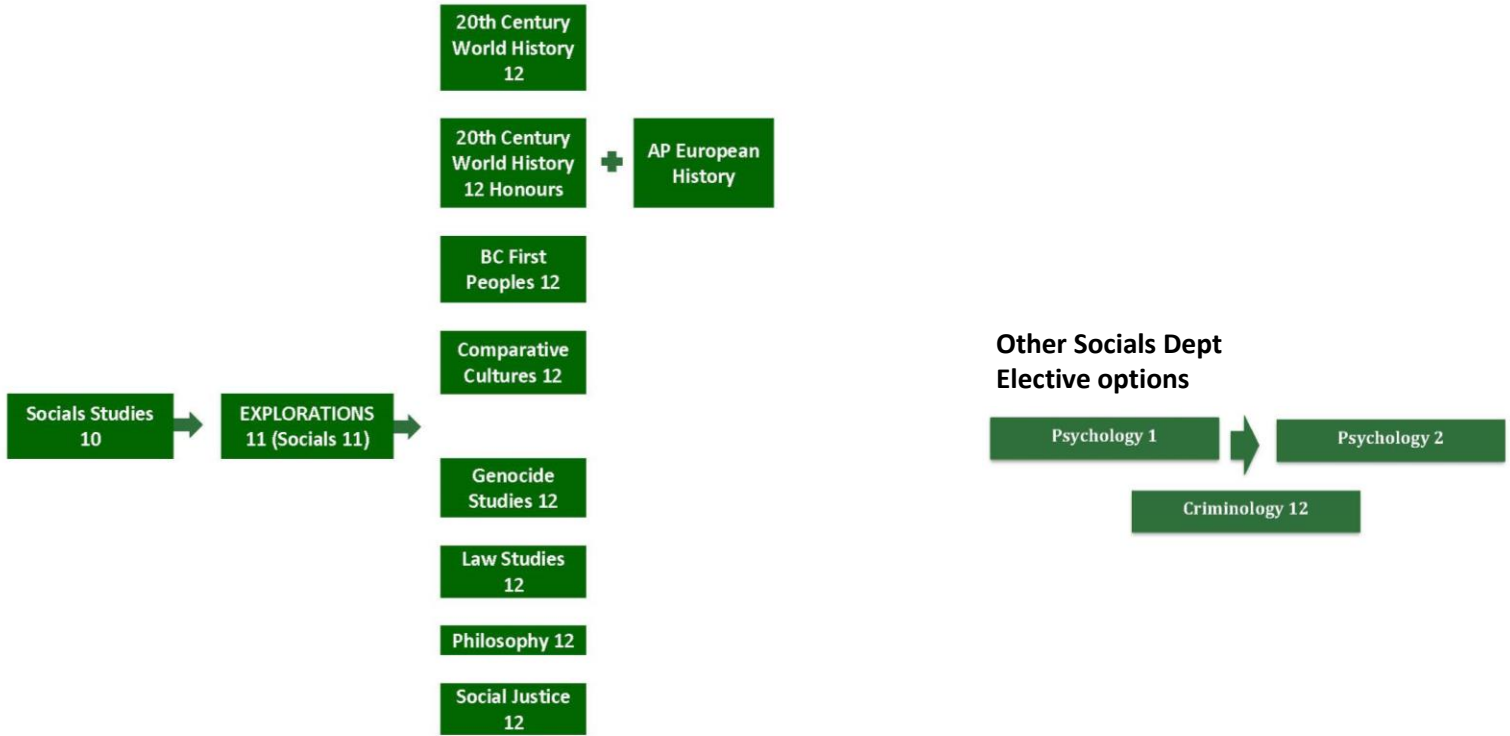 20th Century
World History
12
20th Century
World History
12 Honours
AP European
History
BC First
Peoples 12
Comparative
Cultures 12
Socials Studies
10
EXPLORATIONS
11 (Socials 11)
Genocide
Studies 12
Law Studies
12
Philosophy 12
Social Justice
12
Other Socials Dept
Elective options
Psychology 1
Psychology 2
Criminology 12